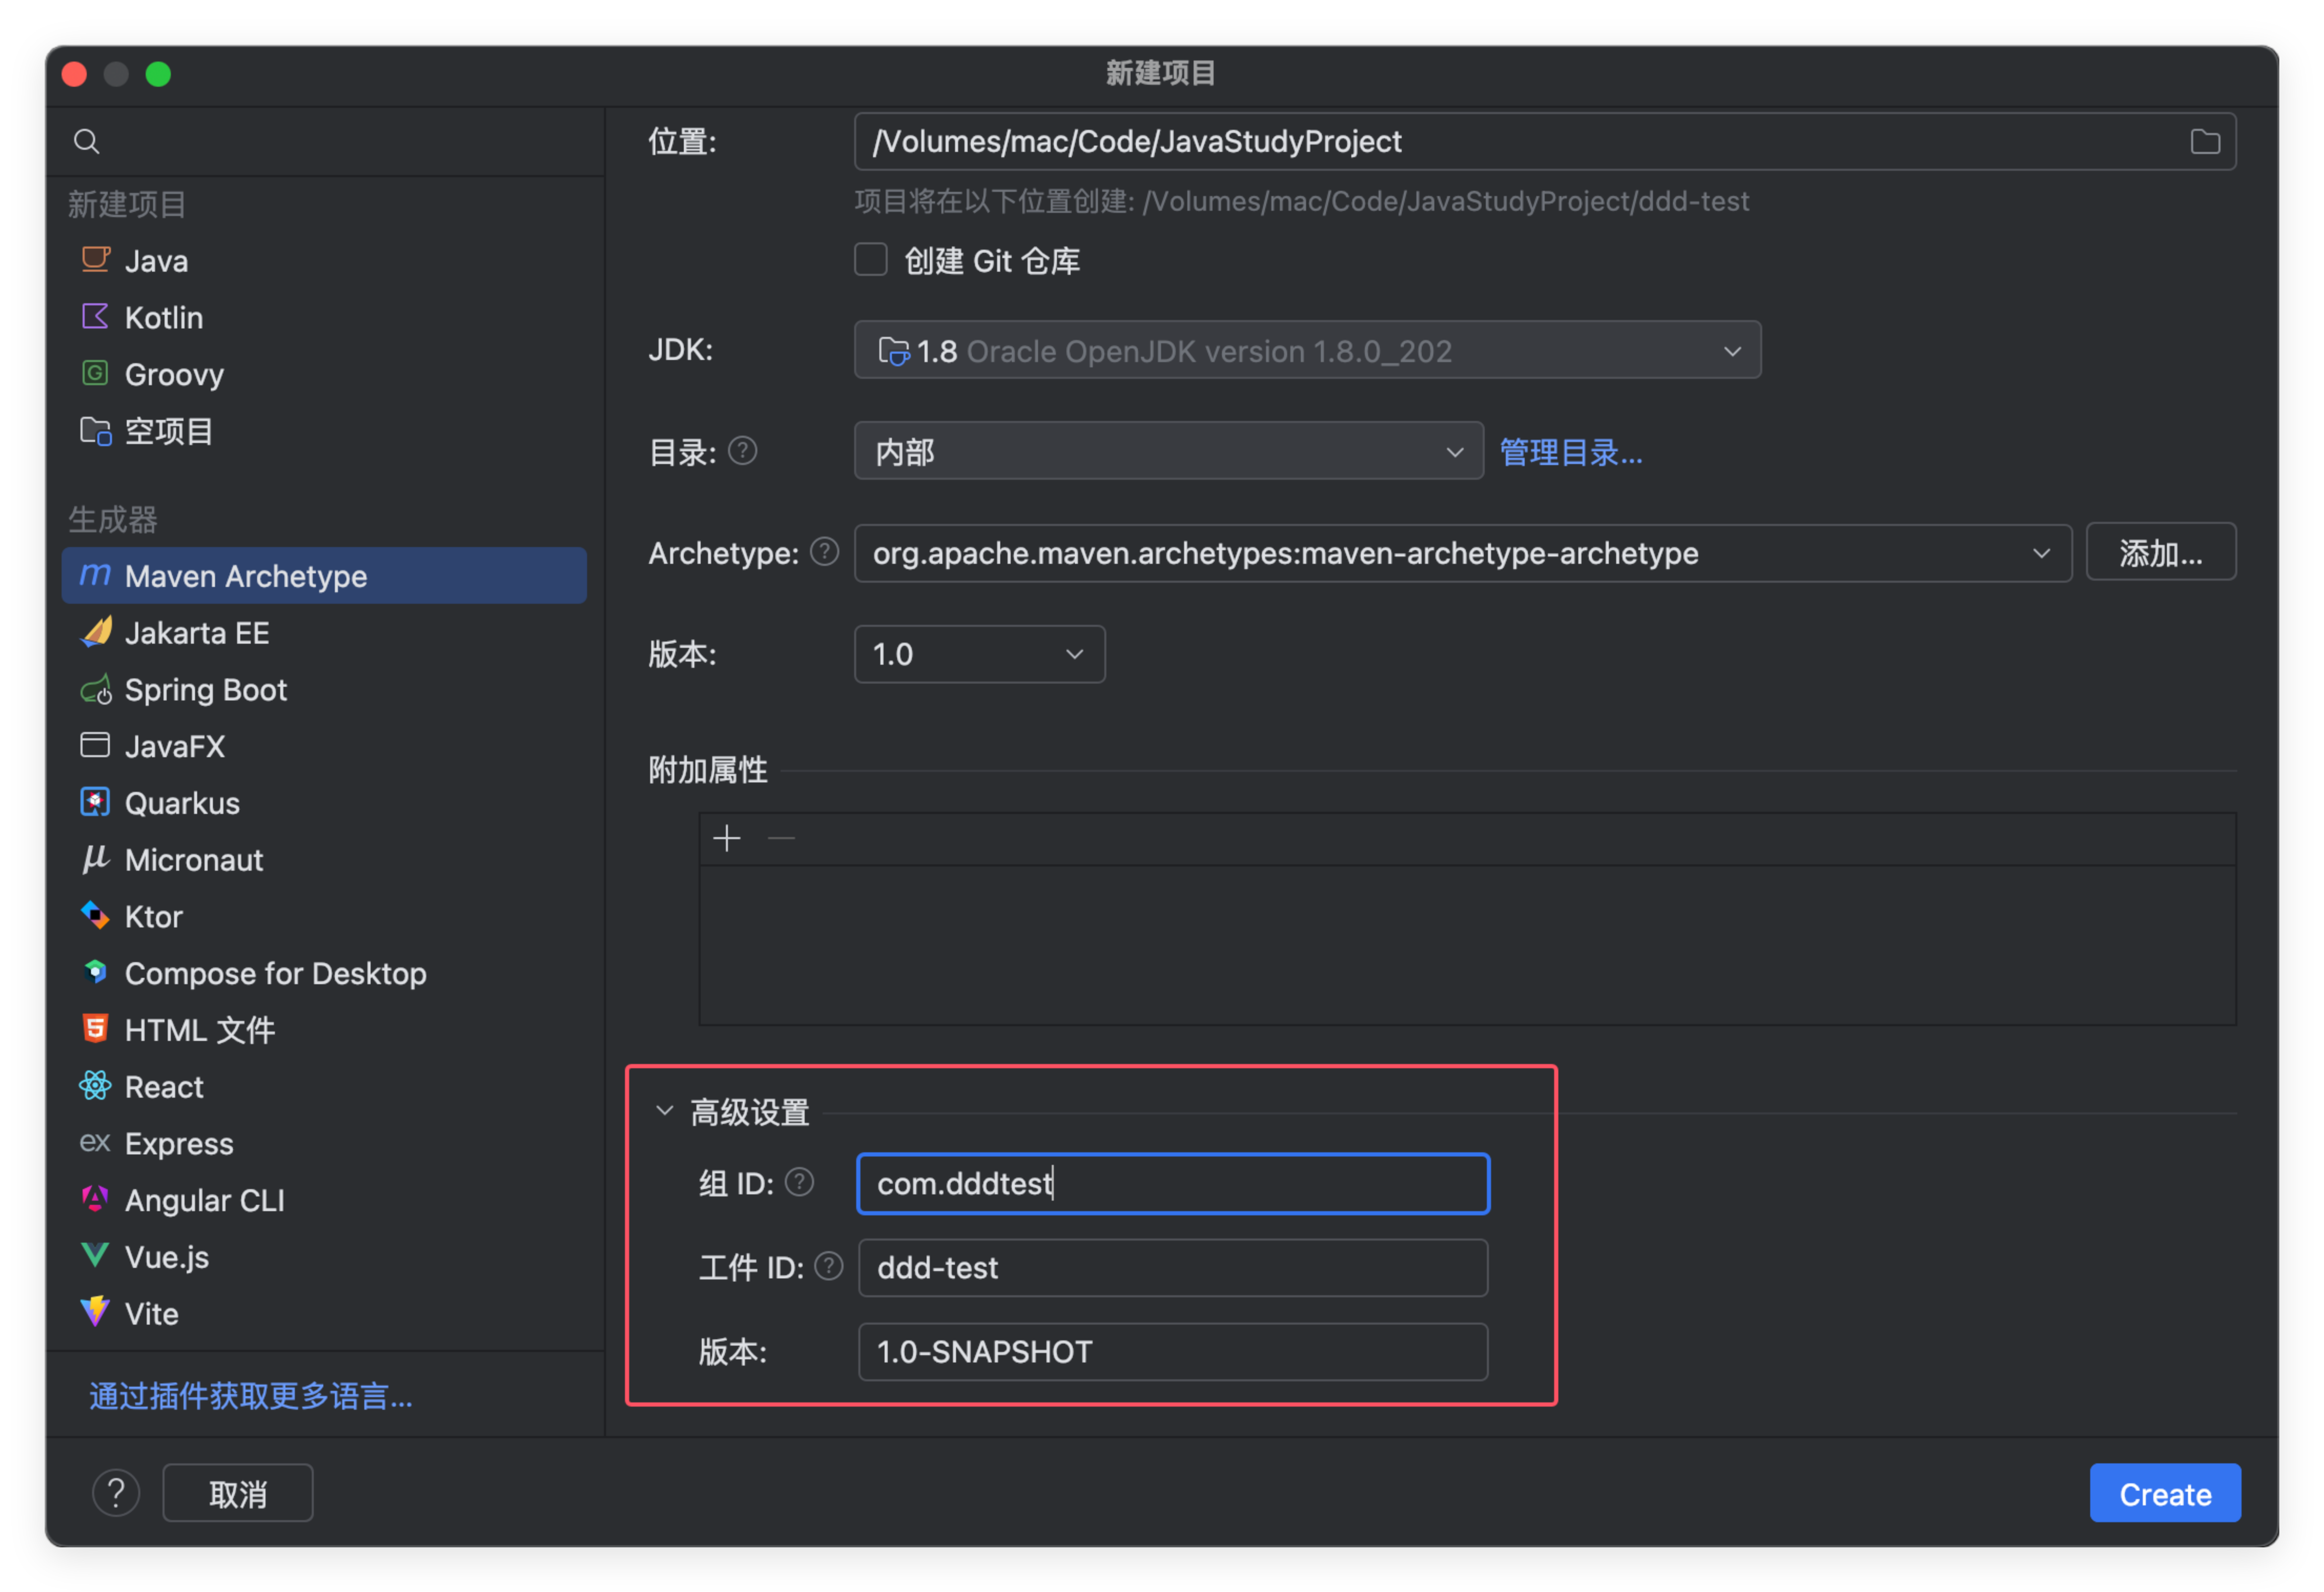 新建项目
新建项目
Java
Kotlin
Groovy
空项目
生成器
Maven Archetype
Jakarta EE
Spring Boot
JavaFX
Quarkus
Micronaut
Ktor
Compose for Desktop
HTML 文件
React
Express
Angular CLI
Vue.js
Vite
通过插件获取更多语言...
位置: /Volumes/mac/Code/JavaStudyProject
项目将在以下位置创建: /Volumes/mac/Code/JavaStudyProject/ddd-test
创建 Git 仓库
JDK: 1.8 Oracle OpenJDK version 1.8.0_202
目录: ? 内部 管理目录...
Archetype: ? org.apache.maven.archetypes:maven-archetype-archetype 添加...
版本: 1.0
附加属性
高级设置
组 ID: ? com.dddtest
工件 ID: ? ddd-test
版本: 1.0-SNAPSHOT
? 取消 Create